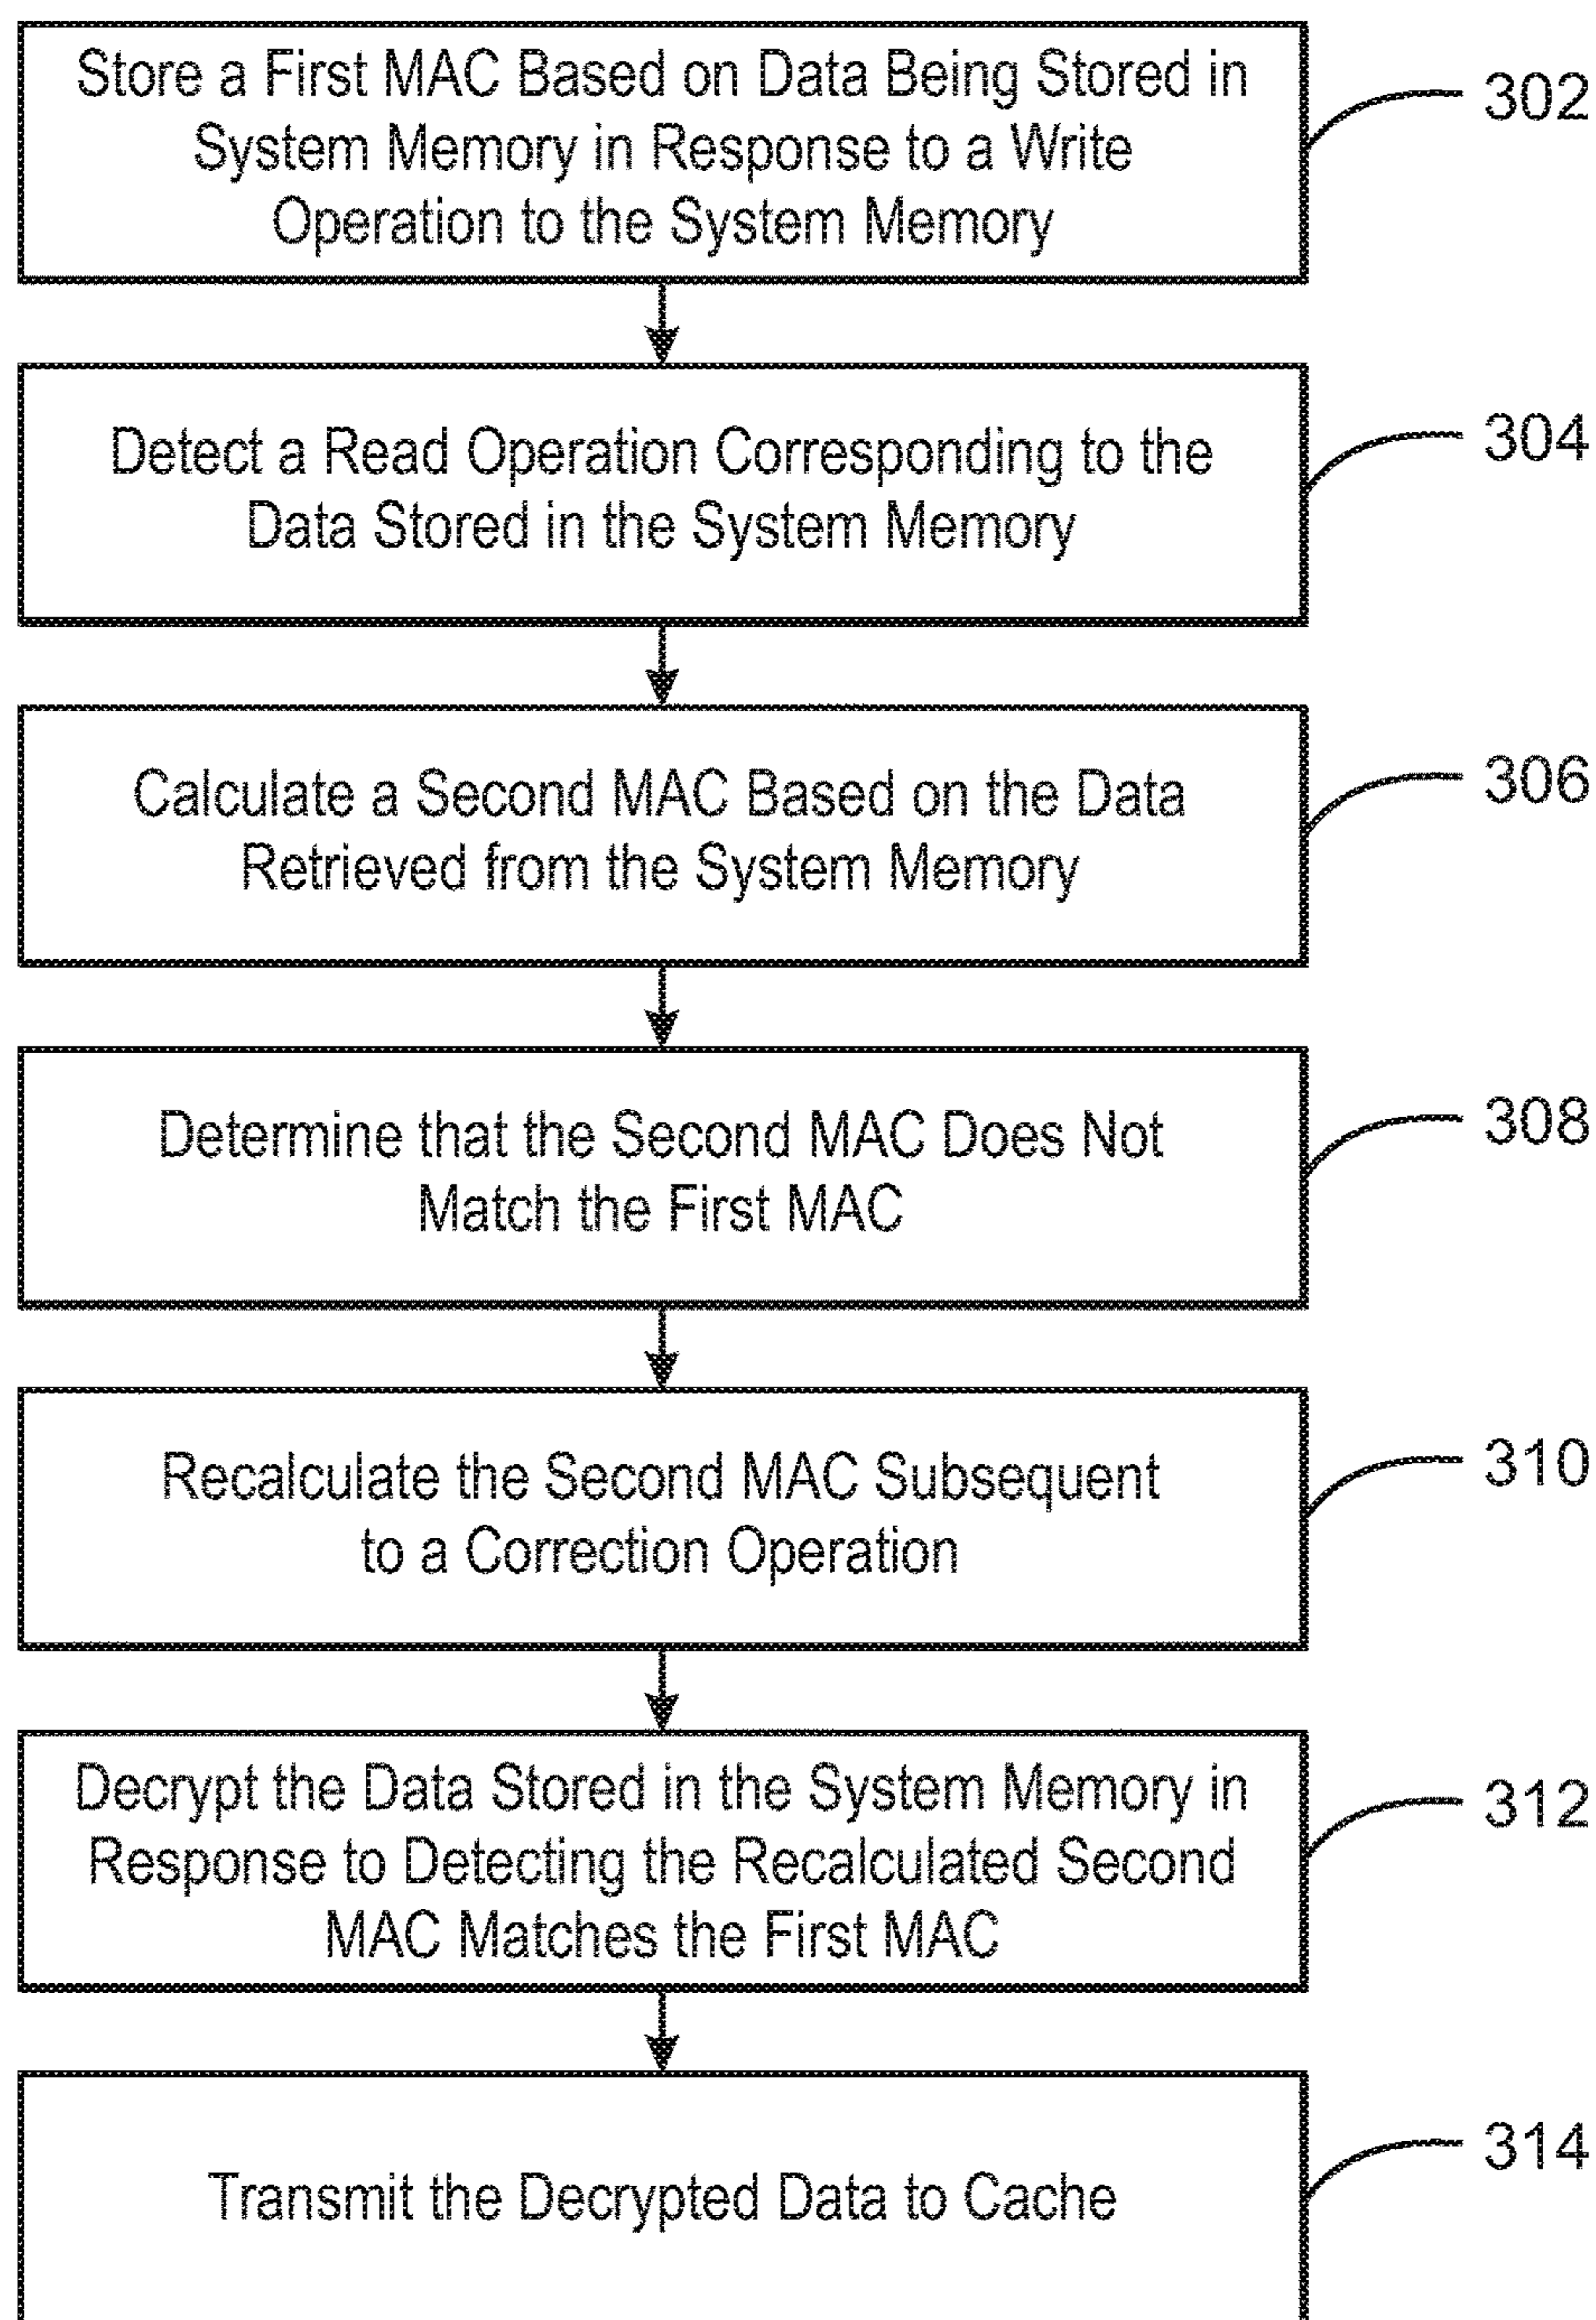 Store a First MAC Based on Data Being Stored in
System Memory in Response to a Write
Operation to the System Memory
302
Detect a Read Operation Corresponding to the
Data Stored in the System Memory
304
Calculate a Second MAC Based on the Data
Retrieved from the System Memory
306
Determine that the Second MAC Does Not
Match the First MAC
308
Recalculate the Second MAC Subsequent
to a Correction Operation
310
Decrypt the Data Stored in the System Memory in
Response to Detecting the Recalculated Second
MAC Matches the First MAC
312
Transmit the Decrypted Data to Cache
314